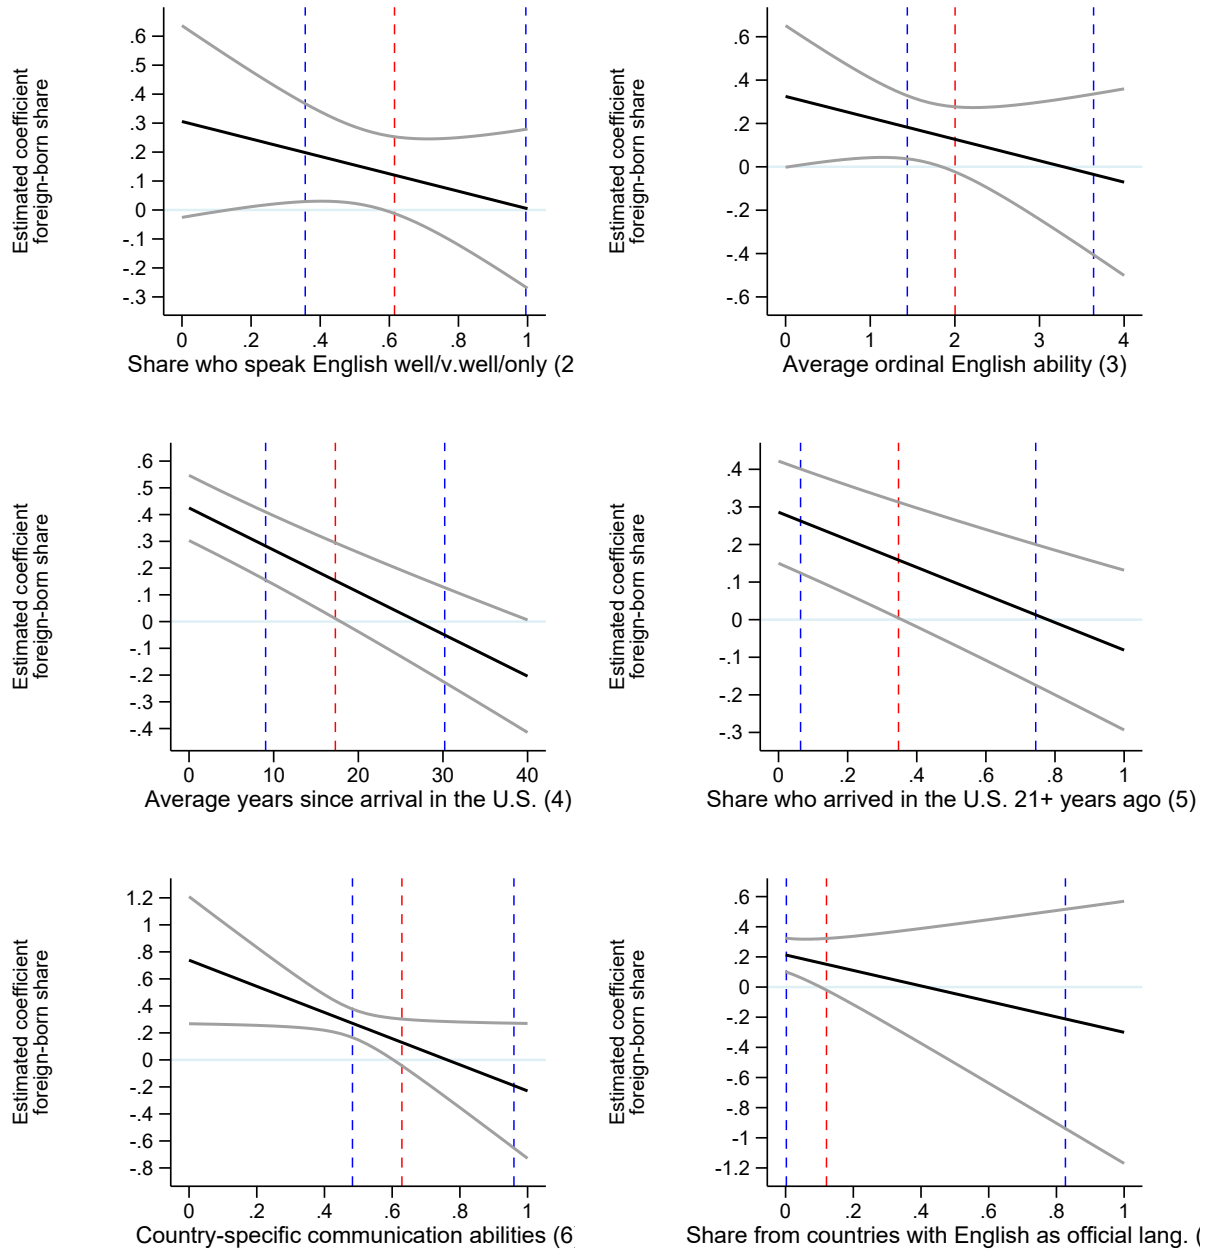 Estimated coefficient
foreign-born share
.6
.5
.4
.3
.2
.1
0
-.1
-.2
-.3
0 .2 .4 .6 .8 1
Share who speak English well/v.well/only (2
Estimated coefficient
foreign-born share
.6
.4
.2
0
-.2
-.4
-.6
0 1 2 3 4
Average ordinal English ability (3)
Estimated coefficient
foreign-born share
.6
.5
.4
.3
.2
.1
0
-.1
-.2
-.3
-.4
0 10 20 30 40
Average years since arrival in the U.S. (4)
Estimated coefficient
foreign-born share
.4
.3
.2
.1
0
-.1
-.2
-.3
0 .2 .4 .6 .8 1
Share who arrived in the U.S. 21+ years ago (5)
Estimated coefficient
foreign-born share
1.2
1
.8
.6
.4
.2
0
-.2
-.4
-.6
-.8
0 .2 .4 .6 .8 1
Country-specific communication abilities (6)
Estimated coefficient
foreign-born share
.6
.4
.2
0
-.2
-.4
-.6
-.8
-1
-1.2
0 .2 .4 .6 .8 1
Share from countries with English as official lang. (